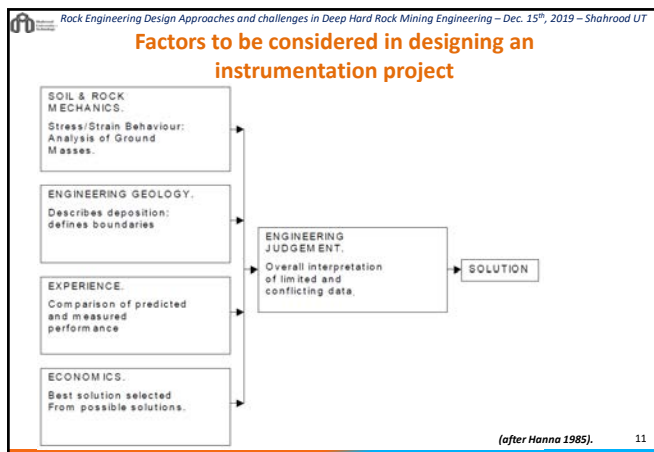 Rock Engineering Design Approaches and challenges in Deep Hard Rock Mining Engineering – Dec. 15th, 2019 – Shahrood UT
Factors to be considered in designing an
instrumentation project
SOIL & ROCK
MECHANICS.
Stress/Strain Behaviour:
Analysis of Ground
Masses.
ENGINEERING GEOLOGY.
Describes deposition:
defines boundaries
EXPERIENCE.
Comparison of predicted
and measured
performance
ECONOMICS.
Best solution selected
From possible solutions.
ENGINEERING
JUDGEMENT.
Overall interpretation
of limited and
conflicting data.
SOLUTION
(after Hanna 1985).
11